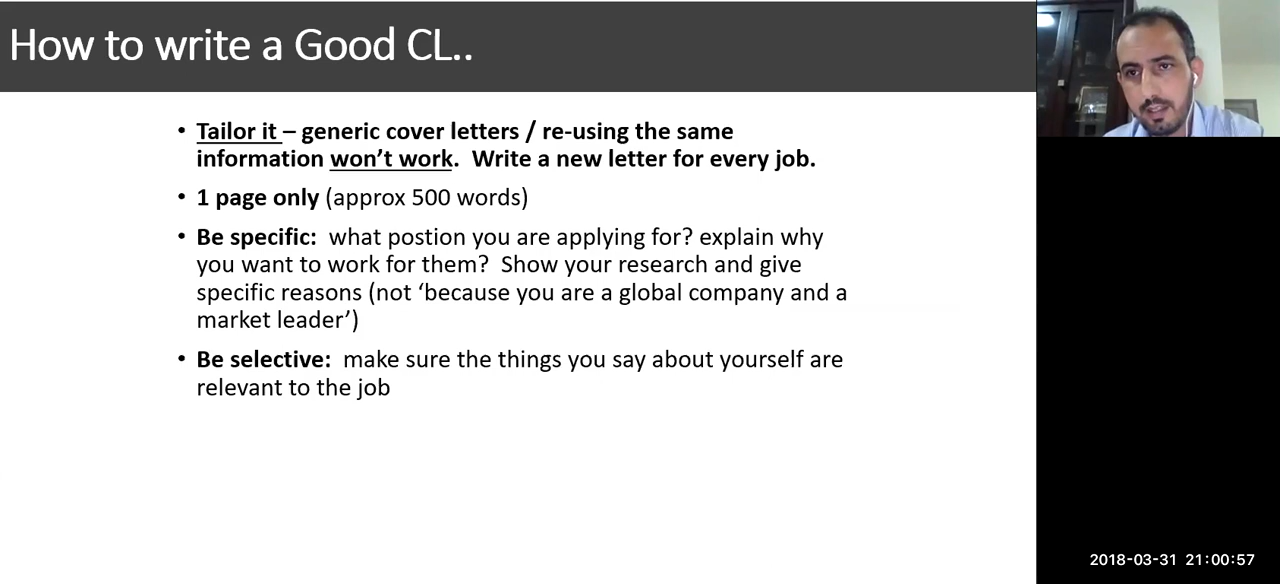 How to write a Good CL..
• Tailor it – generic cover letters / re-using the same
information won’t work.  Write a new letter for every job.
• 1 page only (approx 500 words)
• Be specific:  what postion you are applying for? explain why
you want to work for them?  Show your research and give
specific reasons (not ‘because you are a global company and a
market leader’)
• Be selective:  make sure the things you say about yourself are
relevant to the job
2018-03-31 21:00:57